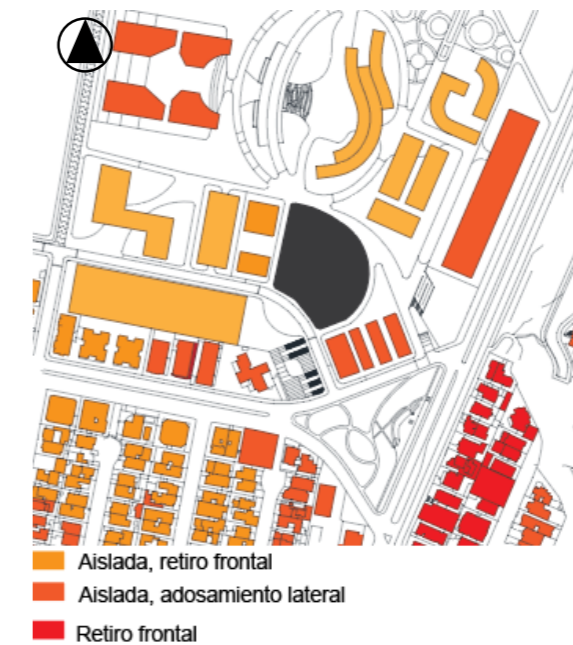 Aislada, retiro frontal
Aislada, adosamiento lateral
Retiro frontal